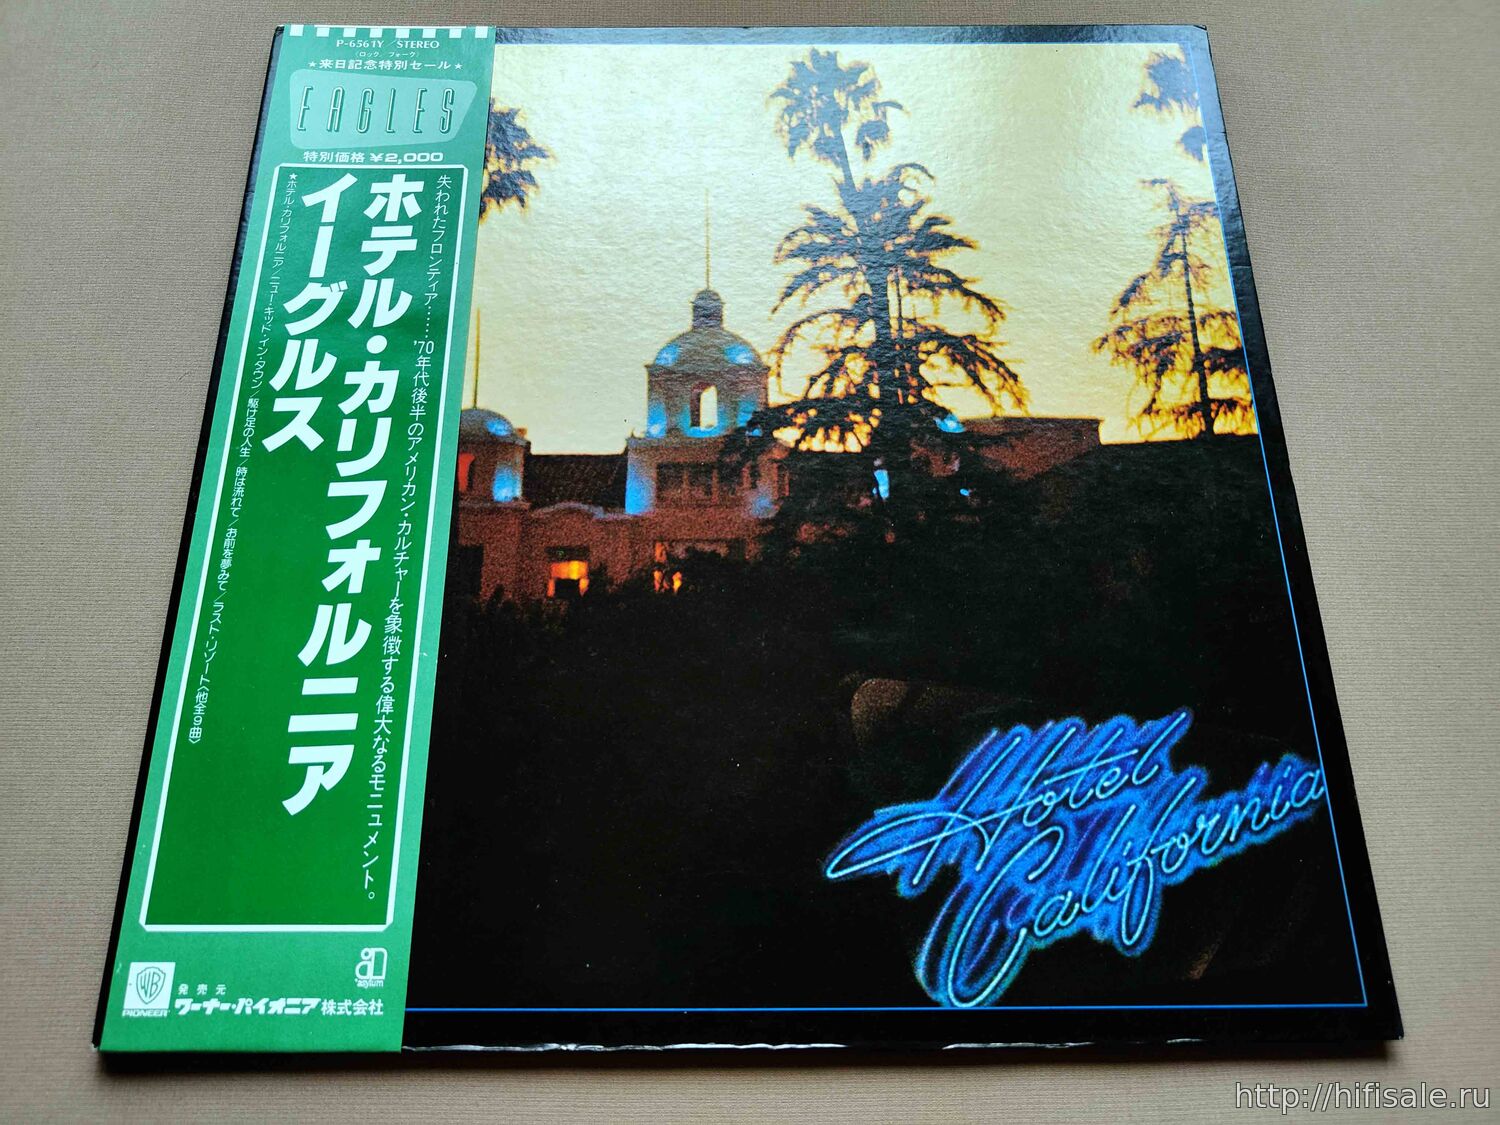 P-6561Y／STEREO
（ロック、フォーク）
★来日記念特別セール★
EAGLES
特別価格 ¥2,000
失われたフロンティア……'70年代後半のアメリカン・カルチャーを象徴する偉大なるモニュメント。
ホテル・カリフォルニア
イーグルス
★ホテル・カリフォルニア／ニュー・キッド・イン・タウン／駆け足の人生／時は流れて／お前を夢みて／ラスト・リゾート〈他全9曲〉
Hotel
California
WB
PIONEER
発売元
ワーナー・パイオニア株式会社
asylum
http://hifisale.ru